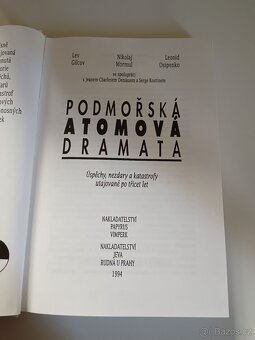 Lev
Gilcov
Nikolaj
Mormul
Leonid
Osipenko
ve spolupráci
s Jeanem Charlesem Deniauem a Serge Kostinem
PODMOŘSKÁ
ATOMOVÁ
DRAMATA
Úspěchy, nezdary a katastrofy
utajované po třicet let
NAKLADATELSTVÍ
PAPYRUS
VIMPERK
NAKLADATELSTVÍ
JEVA
RUDNÁ U PRAHY
1994